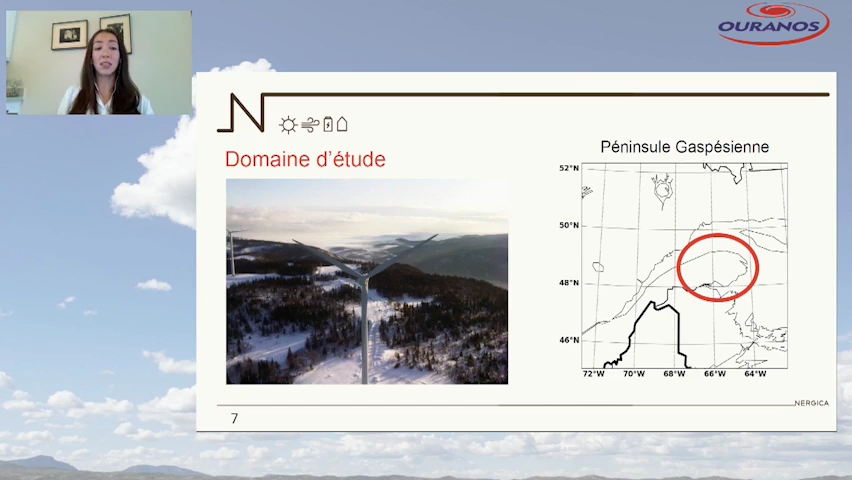 OURANOS
N
Domaine d'étude
Péninsule Gaspésienne
52°N
50°N
48°N
46°N
72°W 70°W 68°W 66°W 64°W
NERGICA
7